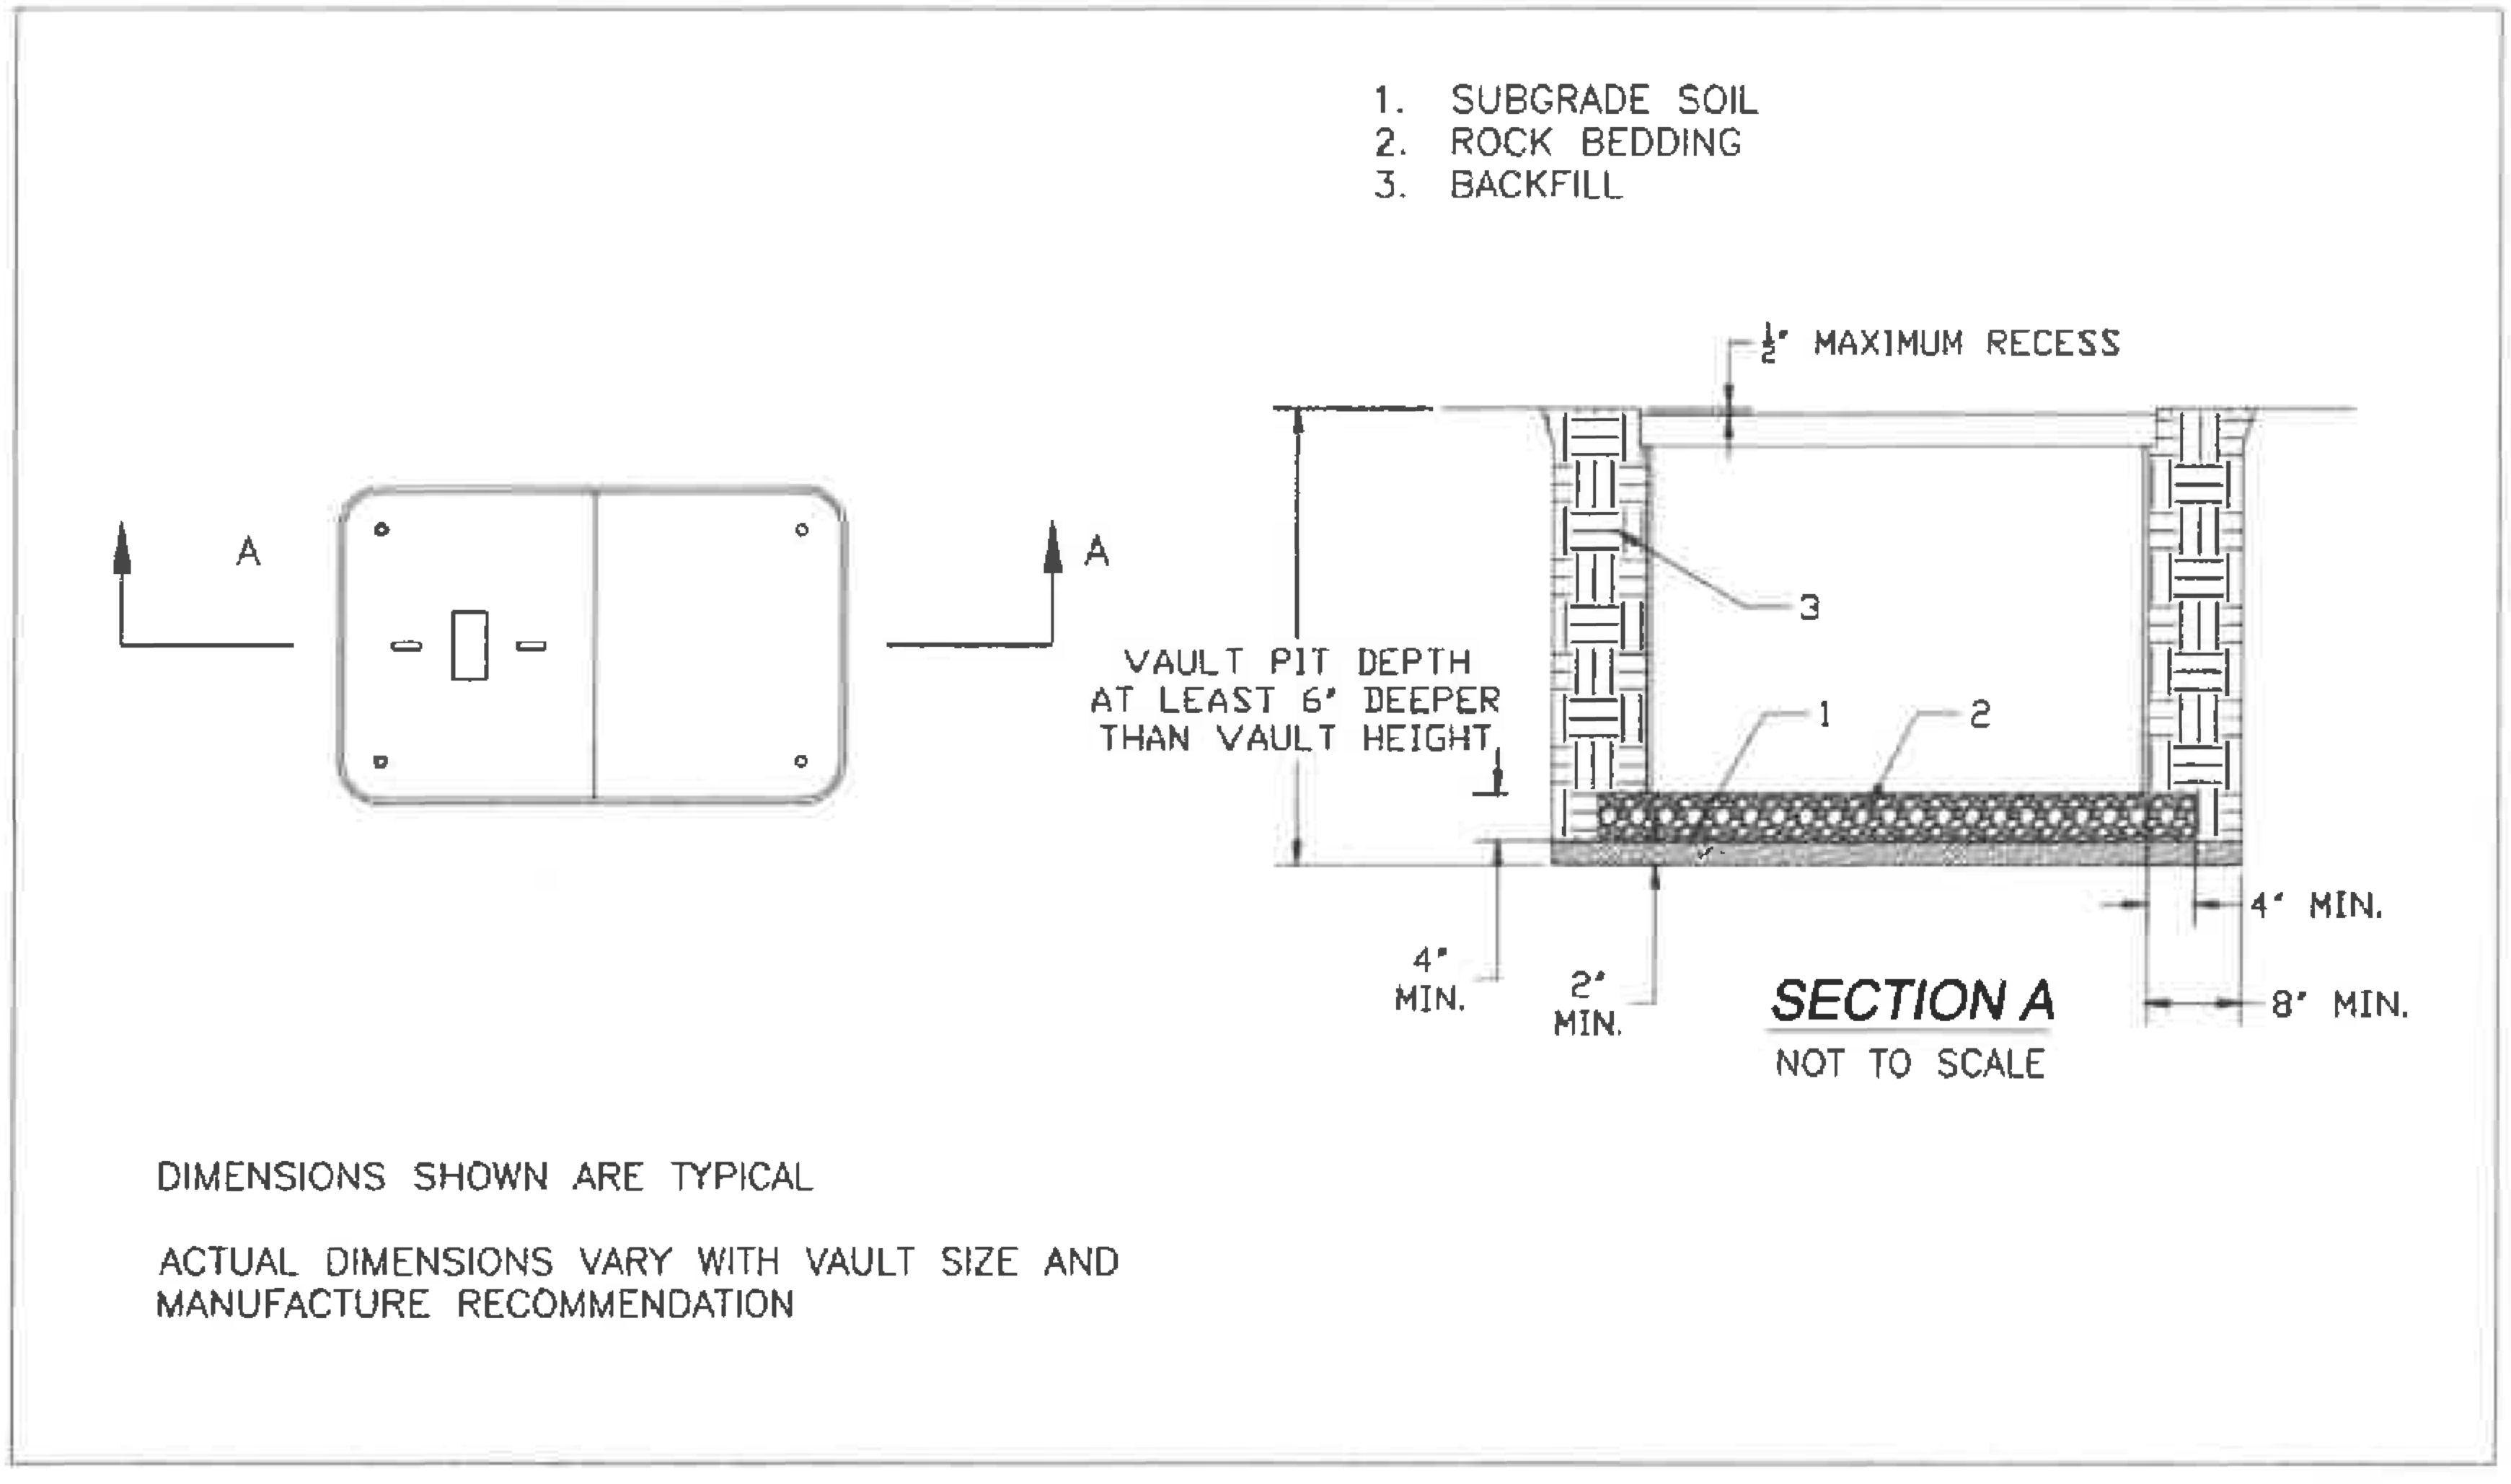 1. SUBGRADE SOIL
2. ROCK BEDDING
3. BACKFILL
½" MAXIMUM RECESS
A
A
3
VAULT PIT DEPTH
AT LEAST 6" DEEPER
THAN VAULT HEIGHT
1
2
4" MIN.
4"
MIN.
2"
MIN.
SECTION A
NOT TO SCALE
8" MIN.
DIMENSIONS SHOWN ARE TYPICAL
ACTUAL DIMENSIONS VARY WITH VAULT SIZE AND
MANUFACTURE RECOMMENDATION